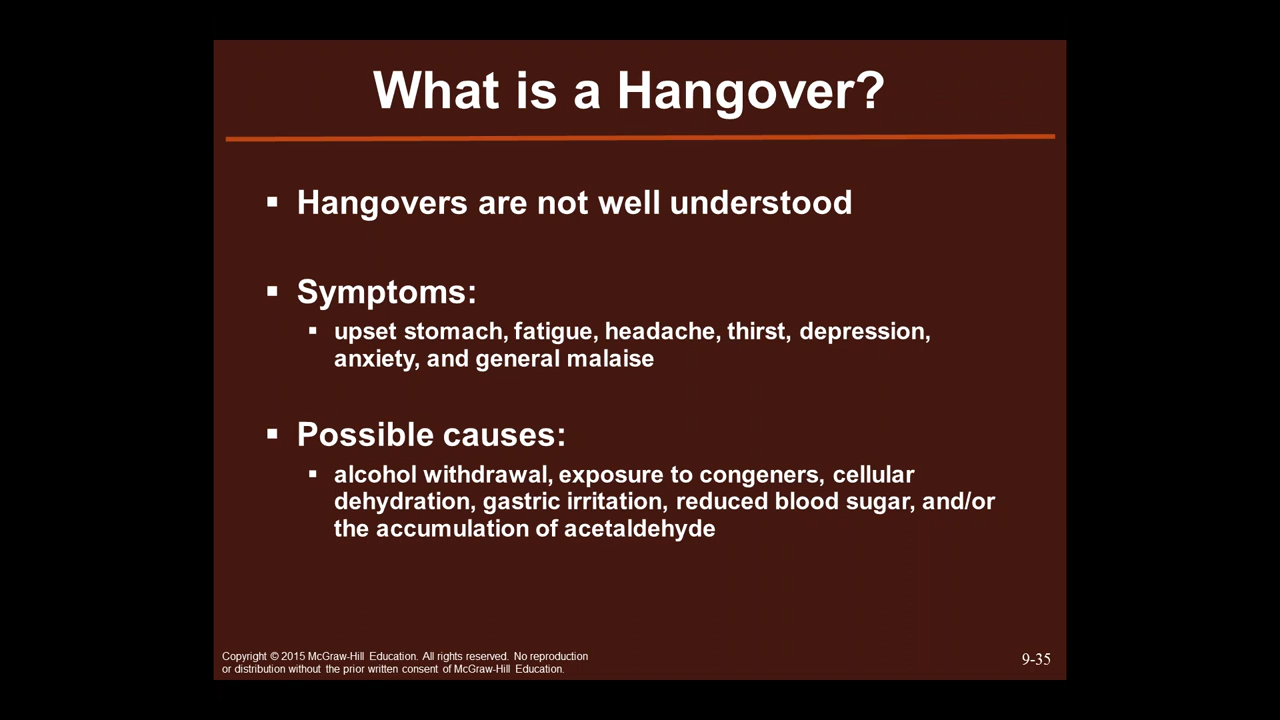 What is a Hangover?
▪ Hangovers are not well understood
▪ Symptoms:
▪ upset stomach, fatigue, headache, thirst, depression,
anxiety, and general malaise
▪ Possible causes:
▪ alcohol withdrawal, exposure to congeners, cellular
dehydration, gastric irritation, reduced blood sugar, and/or
the accumulation of acetaldehyde
Copyright © 2015 McGraw-Hill Education. All rights reserved. No reproduction
or distribution without the prior written consent of McGraw-Hill Education.
9-35